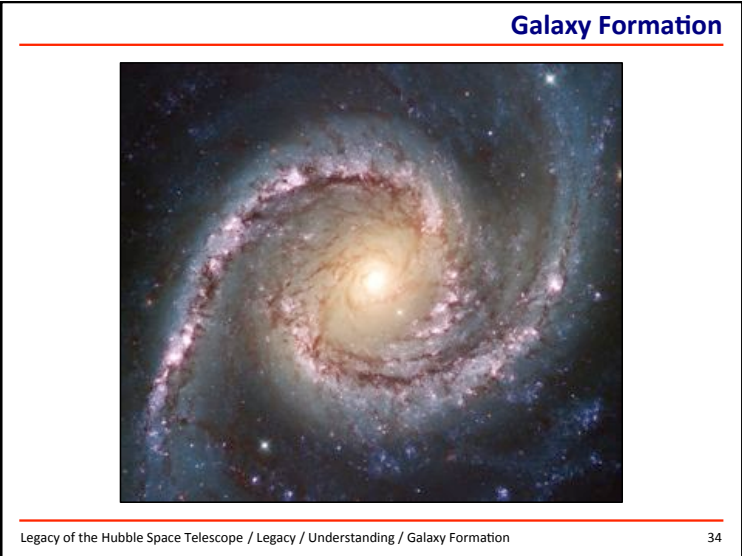 Galaxy Formation
Legacy of the Hubble Space Telescope / Legacy / Understanding / Galaxy Formation 34